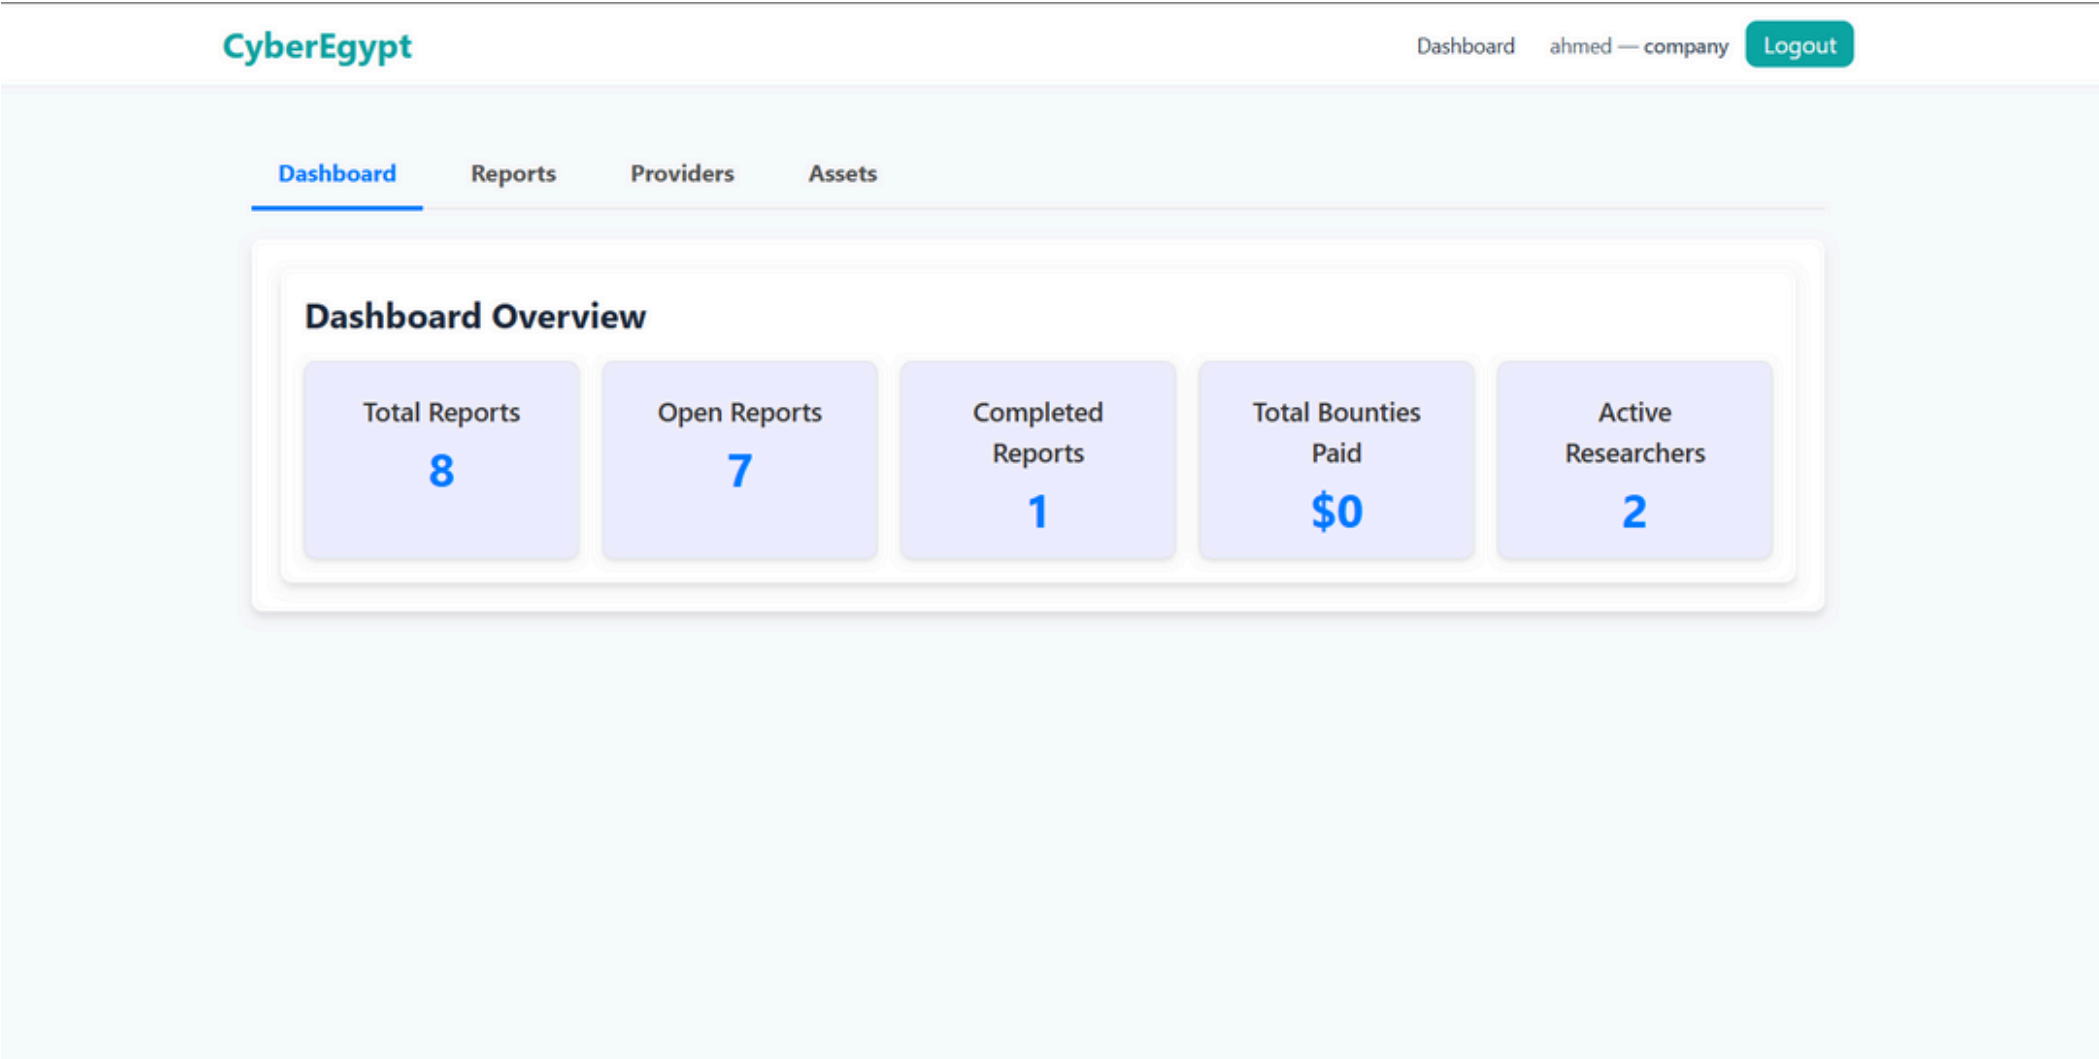 CyberEgypt
Dashboard ahmed — company Logout
Dashboard Reports Providers Assets
Dashboard Overview
Total Reports
8
Open Reports
7
Completed
Reports
1
Total Bounties
Paid
$0
Active
Researchers
2